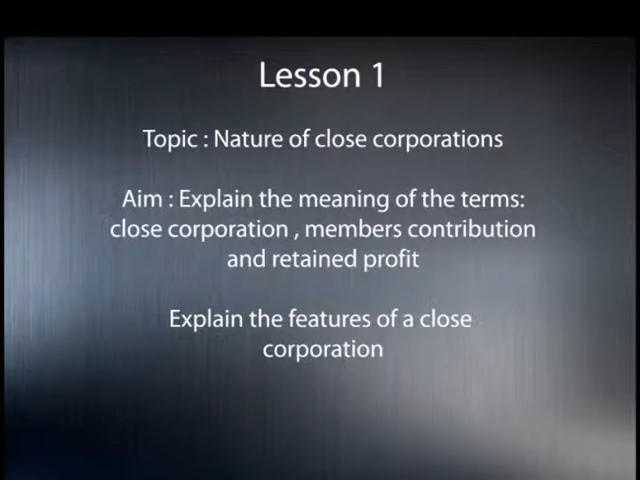 Lesson 1
Topic : Nature of close corporations
Aim : Explain the meaning of the terms:
close corporation , members contribution
and retained profit
Explain the features of a close
corporation